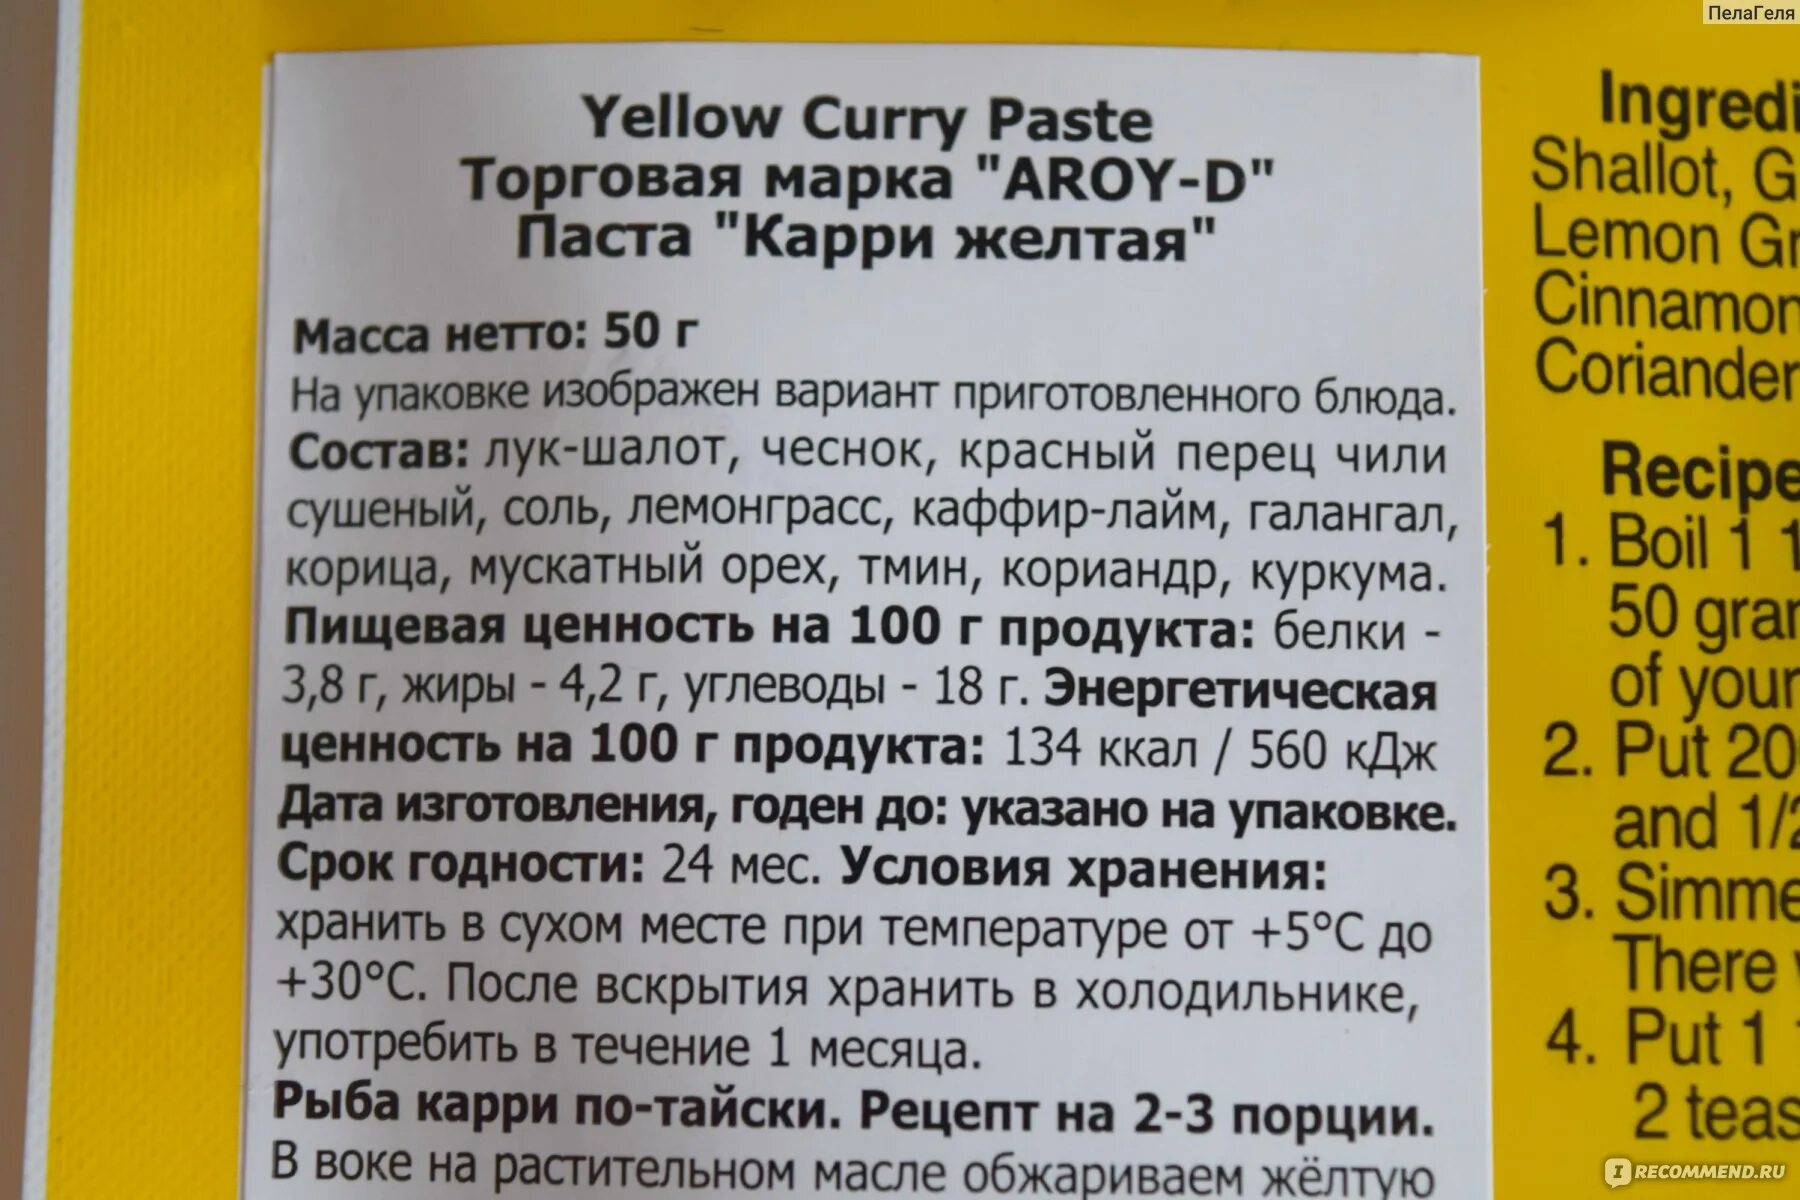 ПелаГеля
Yellow Curry Paste
Торговая марка "AROY-D"
Паста "Карри желтая"
Масса нетто: 50 г
На упаковке изображен вариант приготовленного блюда.
Состав: лук-шалот, чеснок, красный перец чили
сушеный, соль, лемонграсс, каффир-лайм, галангал,
корица, мускатный орех, тмин, кориандр, куркума.
Пищевая ценность на 100 г продукта: белки -
3,8 г, жиры - 4,2 г, углеводы - 18 г. Энергетическая
ценность на 100 г продукта: 134 ккал / 560 кДж
Дата изготовления, годен до: указано на упаковке.
Срок годности: 24 мес. Условия хранения:
хранить в сухом месте при температуре от +5°С до
+30°С. После вскрытия хранить в холодильнике,
употребить в течение 1 месяца.
Рыба карри по-тайски. Рецепт на 2-3 порции.
В воке на растительном масле обжариваем жёлтую
Ingredi
Shallot, G
Lemon Gr
Cinnamon
Coriander
Recipe
1. Boil 1 1
50 gran
of your
2. Put 20
and 1/2
3. Simme
There
4. Put 1
2 teas
IRECOMMEND.RU